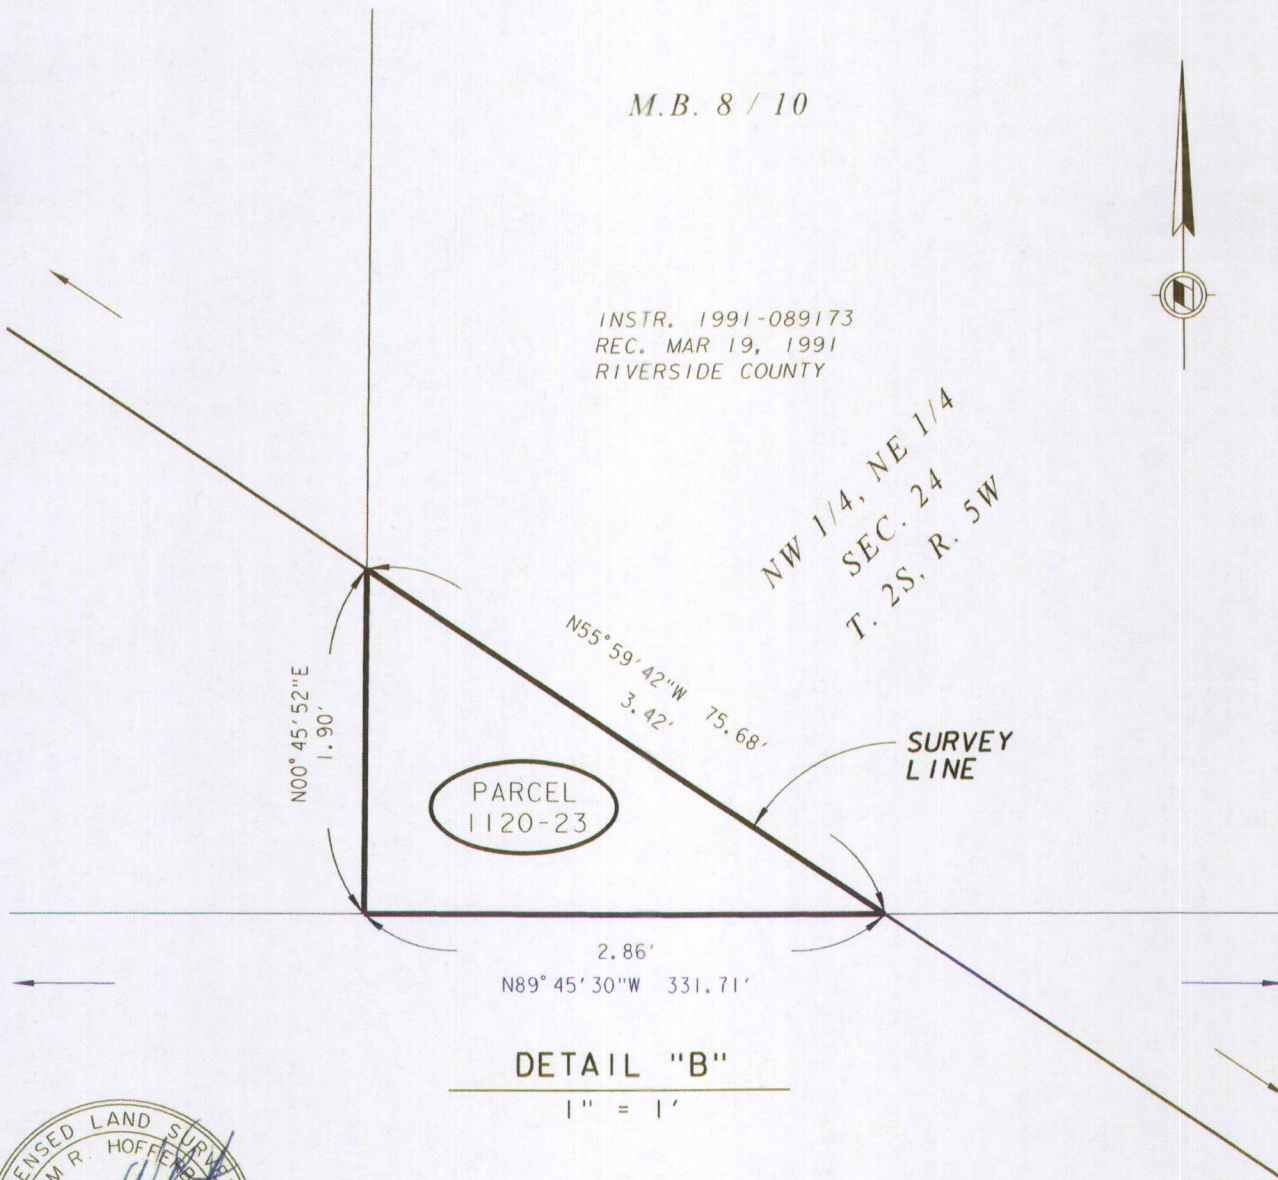 M.B. 8 / 10
INSTR. 1991-089173
REC. MAR 19, 1991
RIVERSIDE COUNTY
NW 1/4, NE 1/4
SEC. 24
T. 2S, R. 5W
N55°59'42"W 75.68'
3.42'
N00°45'52"E
1.90'
SURVEY
LINE
PARCEL
1120-23
2.86'
N89°45'30"W 331.71'
DETAIL "B"
1" = 1'
LAND
R. HOFFER